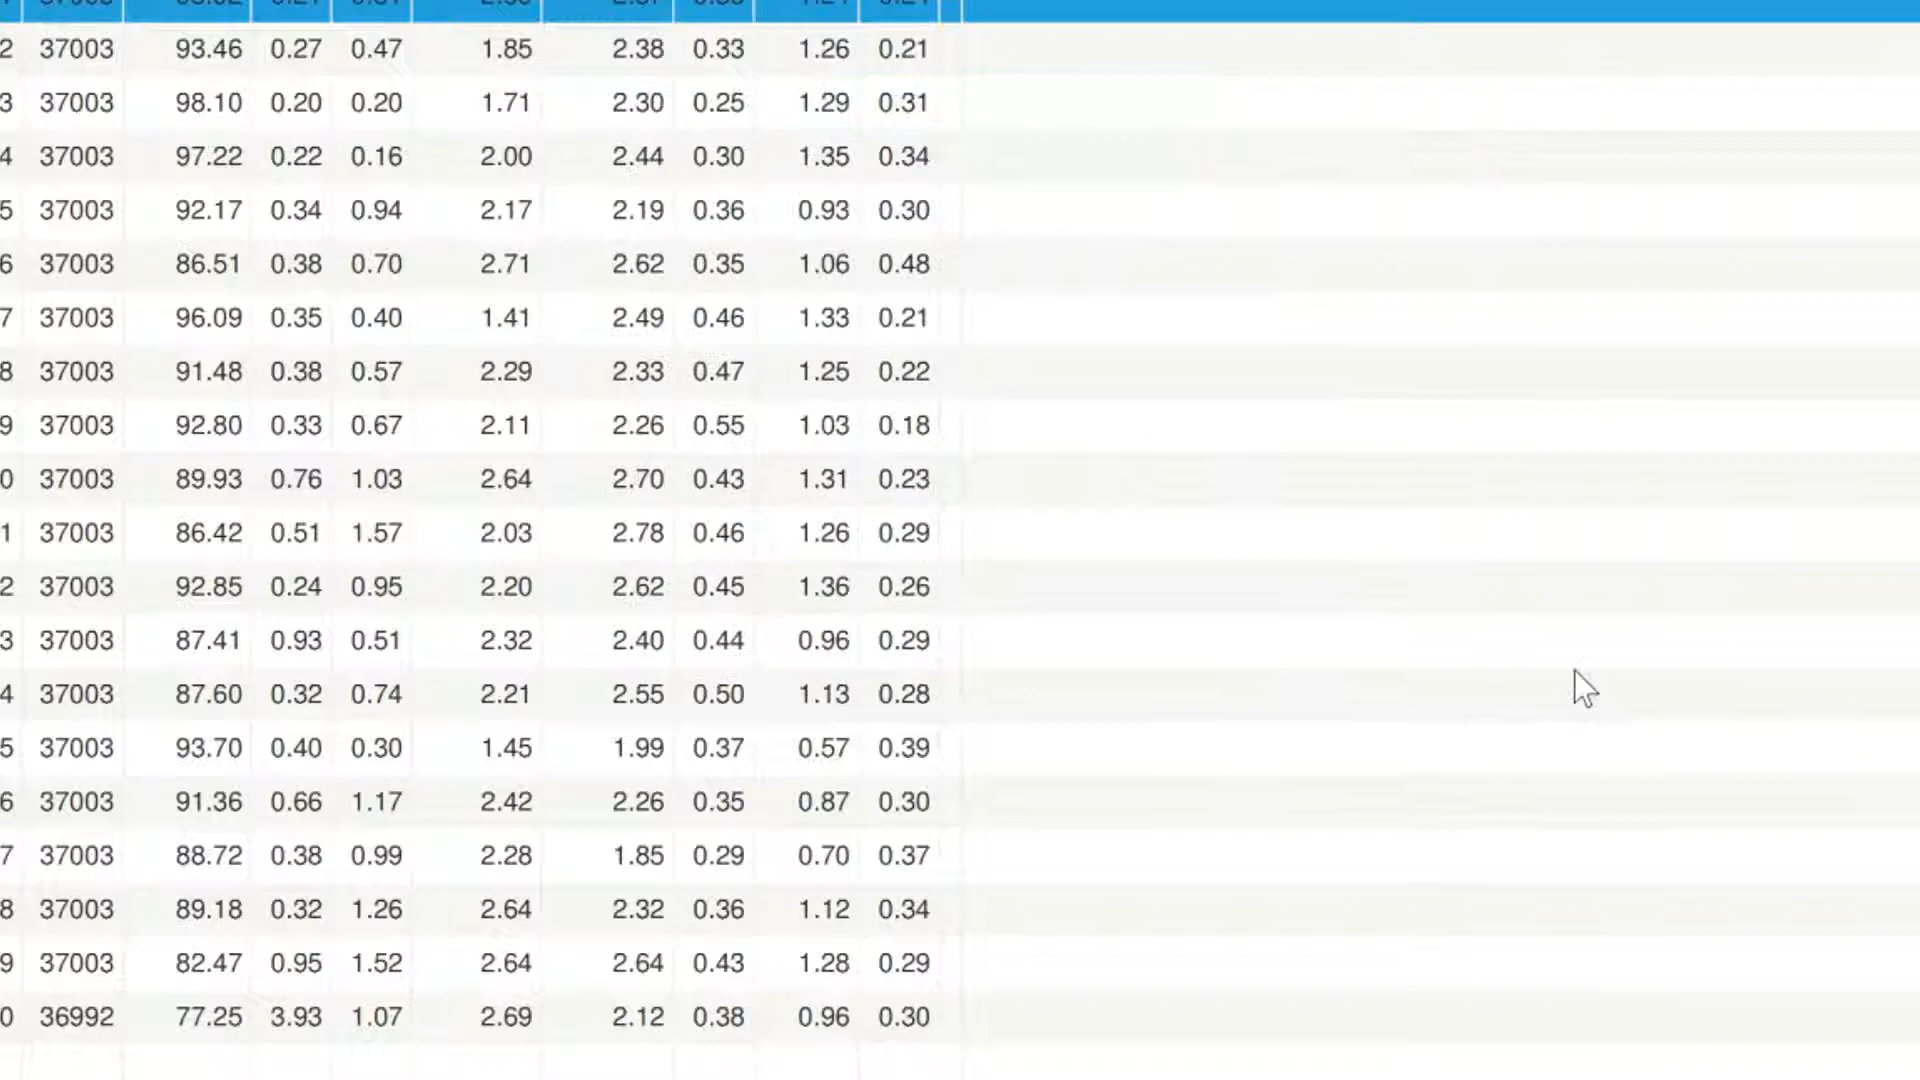 2 37003 93.46 0.27 0.47 1.85 2.38 0.33 1.26 0.21
3 37003 98.10 0.20 0.20 1.71 2.30 0.25 1.29 0.31
4 37003 97.22 0.22 0.16 2.00 2.44 0.30 1.35 0.34
5 37003 92.17 0.34 0.94 2.17 2.19 0.36 0.93 0.30
6 37003 86.51 0.38 0.70 2.71 2.62 0.35 1.06 0.48
7 37003 96.09 0.35 0.40 1.41 2.49 0.46 1.33 0.21
8 37003 91.48 0.38 0.57 2.29 2.33 0.47 1.25 0.22
9 37003 92.80 0.33 0.67 2.11 2.26 0.55 1.03 0.18
0 37003 89.93 0.76 1.03 2.64 2.70 0.43 1.31 0.23
1 37003 86.42 0.51 1.57 2.03 2.78 0.46 1.26 0.29
2 37003 92.85 0.24 0.95 2.20 2.62 0.45 1.36 0.26
3 37003 87.41 0.93 0.51 2.32 2.40 0.44 0.96 0.29
4 37003 87.60 0.32 0.74 2.21 2.55 0.50 1.13 0.28
5 37003 93.70 0.40 0.30 1.45 1.99 0.37 0.57 0.39
6 37003 91.36 0.66 1.17 2.42 2.26 0.35 0.87 0.30
7 37003 88.72 0.38 0.99 2.28 1.85 0.29 0.70 0.37
8 37003 89.18 0.32 1.26 2.64 2.32 0.36 1.12 0.34
9 37003 82.47 0.95 1.52 2.64 2.64 0.43 1.28 0.29
0 36992 77.25 3.93 1.07 2.69 2.12 0.38 0.96 0.30